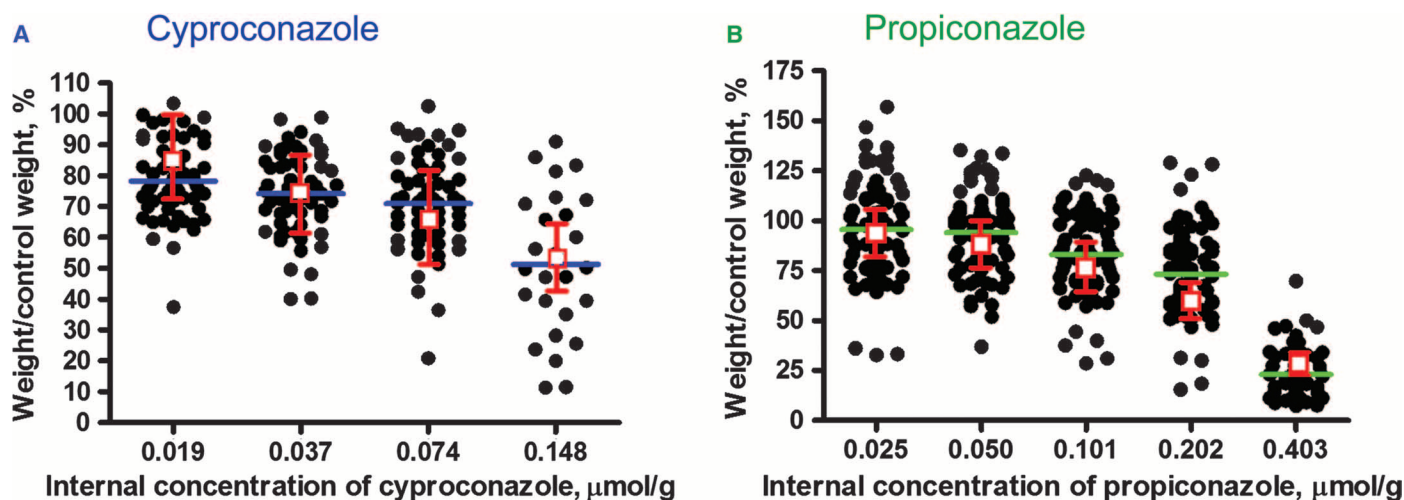 A Cyproconazole
Weight/control weight, %
110
100
90
80
70
60
50
40
30
20
10
0
0.019 0.037 0.074 0.148
Internal concentration of cyproconazole, μmol/g
B Propiconazole
Weight/control weight, %
175
150
125
100
75
50
25
0
0.025 0.050 0.101 0.202 0.403
Internal concentration of propiconazole, μmol/g